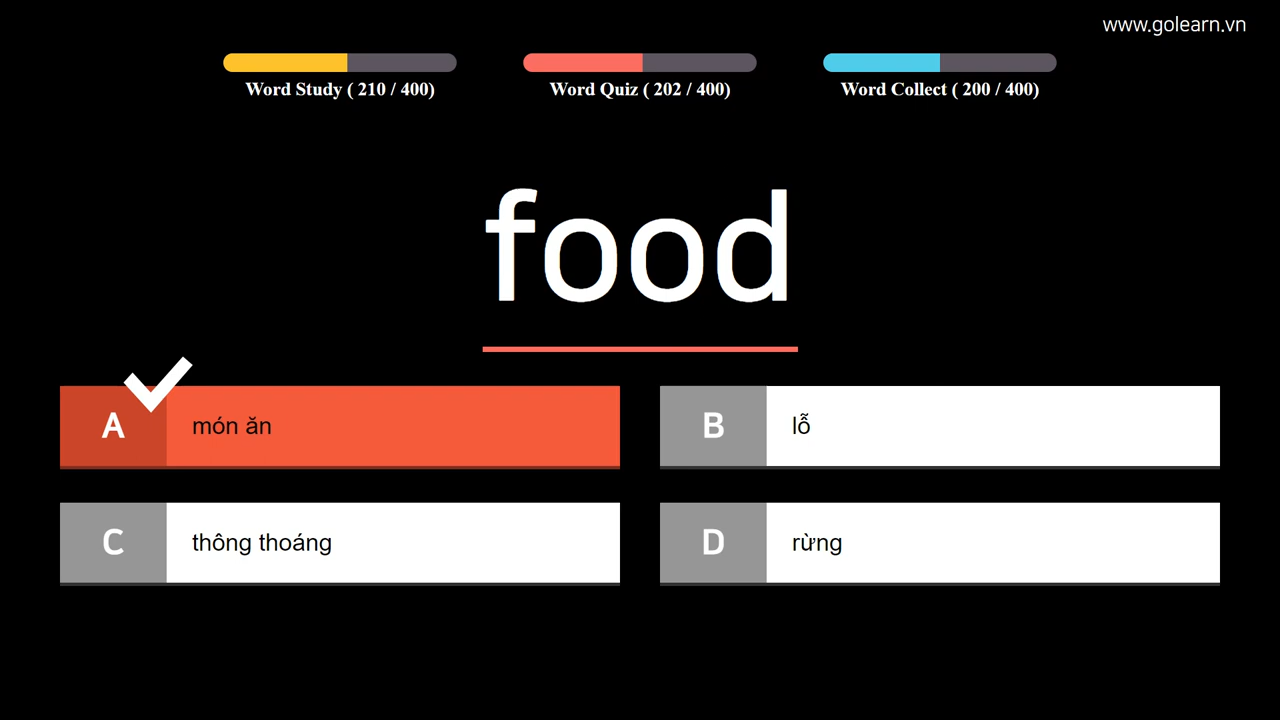 www.golearn.vn
Word Study ( 210 / 400)
Word Quiz ( 202 / 400)
Word Collect ( 200 / 400)
food
A món ăn
B lỗ
C thông thoáng
D rừng